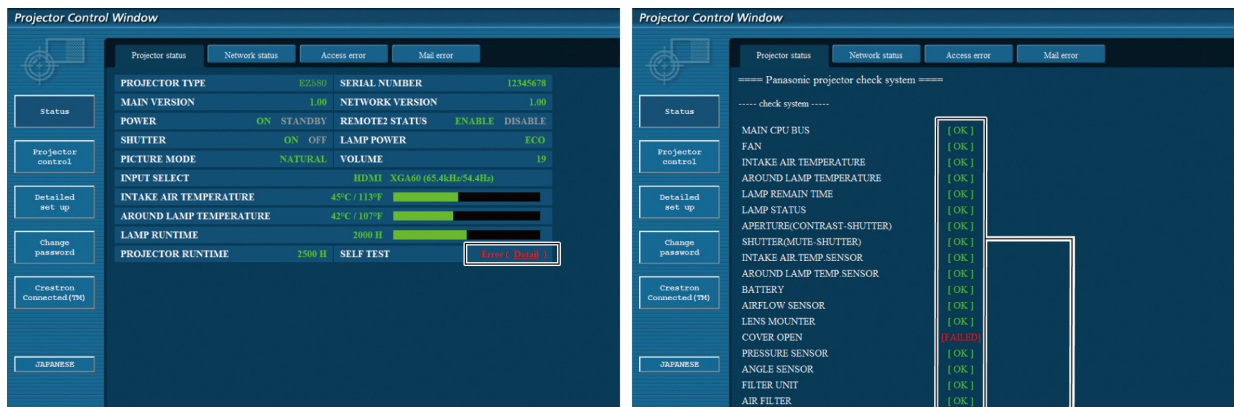 Projector Control Window
Projector status Network status Access error Mail error
Status
Projector control
Detailed set up
Change password
Crestron Connected(TM)
JAPANESE
PROJECTOR TYPE EZ580 SERIAL NUMBER 12345678
MAIN VERSION 1.00 NETWORK VERSION 1.00
POWER ON STANDBY REMOTE2 STATUS ENABLE DISABLE
SHUTTER ON OFF LAMP POWER ECO
PICTURE MODE NATURAL VOLUME 19
INPUT SELECT HDMI XGA60 (65.4kHz/54.4Hz)
INTAKE AIR TEMPERATURE 45°C / 113°F
AROUND LAMP TEMPERATURE 42°C / 107°F
LAMP RUNTIME 2000 H
PROJECTOR RUNTIME 2500 H SELF TEST Error ( Detail )
Projector Control Window
Projector status Network status Access error Mail error
Status
Projector control
Detailed set up
Change password
Crestron Connected(TM)
JAPANESE
==== Panasonic projector check system ====
----- check system -----
MAIN CPU BUS [ OK ]
FAN [ OK ]
INTAKE AIR TEMPERATURE [ OK ]
AROUND LAMP TEMPERATURE [ OK ]
LAMP REMAIN TIME [ OK ]
LAMP STATUS [ OK ]
APERTURE(CONTRAST-SHUTTER) [ OK ]
SHUTTER(MUTE-SHUTTER) [ OK ]
INTAKE AIR.TEMP.SENSOR [ OK ]
AROUND LAMP TEMP.SENSOR [ OK ]
BATTERY [ OK ]
AIRFLOW SENSOR [ OK ]
LENS MOUNTER [ OK ]
COVER OPEN [FAILED]
PRESSURE SENSOR [ OK ]
ANGLE SENSOR [ OK ]
FILTER UNIT [ OK ]
AIR FILTER [ OK ]